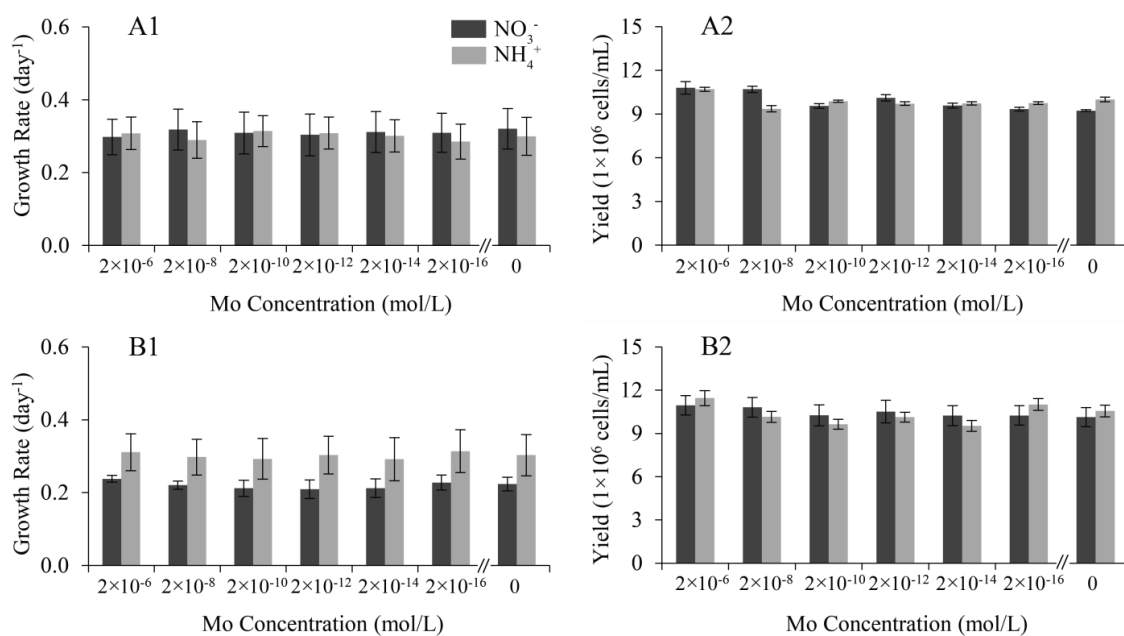 A1
NO₃⁻
NH₄⁺
Growth Rate (day⁻¹)
0.6
0.4
0.2
0.0
2×10⁻⁶ 2×10⁻⁸ 2×10⁻¹⁰ 2×10⁻¹² 2×10⁻¹⁴ 2×10⁻¹⁶ // 0
Mo Concentration (mol/L)
A2
Yield (1×10⁶ cells/mL)
15
12
9
6
3
0
2×10⁻⁶ 2×10⁻⁸ 2×10⁻¹⁰ 2×10⁻¹² 2×10⁻¹⁴ 2×10⁻¹⁶ // 0
Mo Concentration (mol/L)
B1
Growth Rate (day⁻¹)
0.6
0.4
0.2
0.0
2×10⁻⁶ 2×10⁻⁸ 2×10⁻¹⁰ 2×10⁻¹² 2×10⁻¹⁴ 2×10⁻¹⁶ // 0
Mo Concentration (mol/L)
B2
Yield (1×10⁶ cells/mL)
15
12
9
6
3
0
2×10⁻⁶ 2×10⁻⁸ 2×10⁻¹⁰ 2×10⁻¹² 2×10⁻¹⁴ 2×10⁻¹⁶ // 0
Mo Concentration (mol/L)